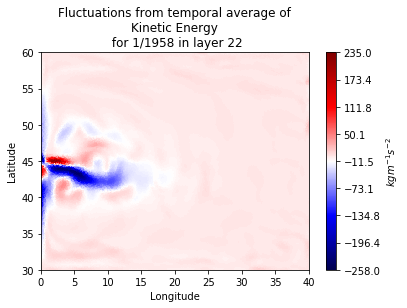 Fluctuations from temporal average of
Kinetic Energy
for 1/1958 in layer 22
60
55
50
45
40
35
30
Latitude
0 5 10 15 20 25 30 35 40
Longitude
235.0
173.4
111.8
50.1
−11.5
−73.1
−134.8
−196.4
−258.0
kgm⁻¹s⁻²